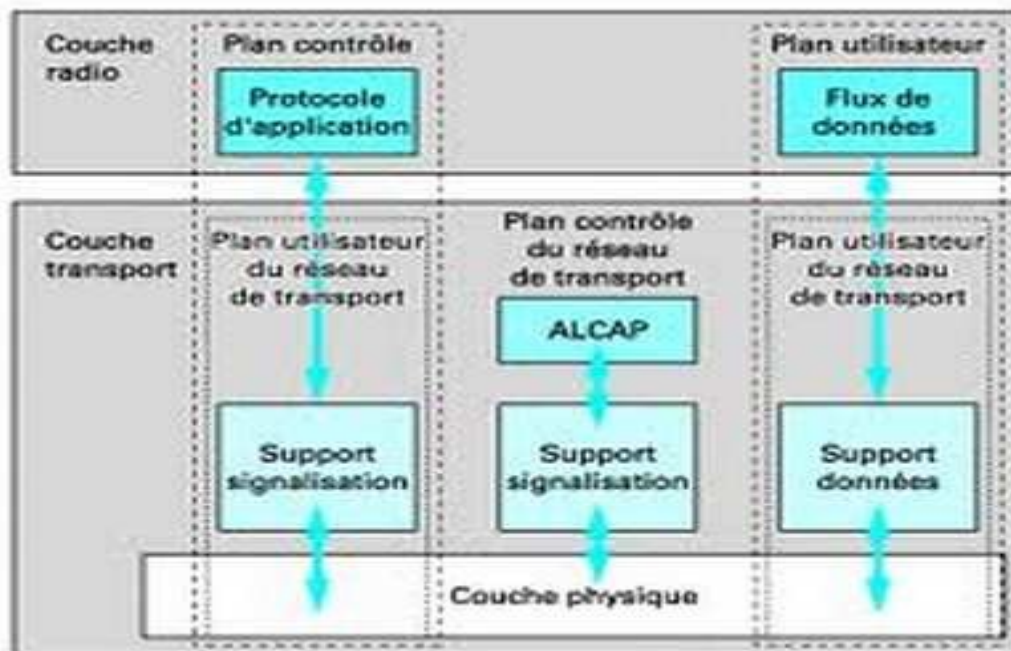 Couche
radio
Plan contrôle
Protocole
d'application
Plan utilisateur
Flux de
données
Couche
transport
Plan utilisateur
du réseau
de transport
Plan contrôle
du réseau
de transport
ALCAP
Plan utilisateur
du réseau
de transport
Support
signalisation
Support
signalisation
Support
données
Couche physique